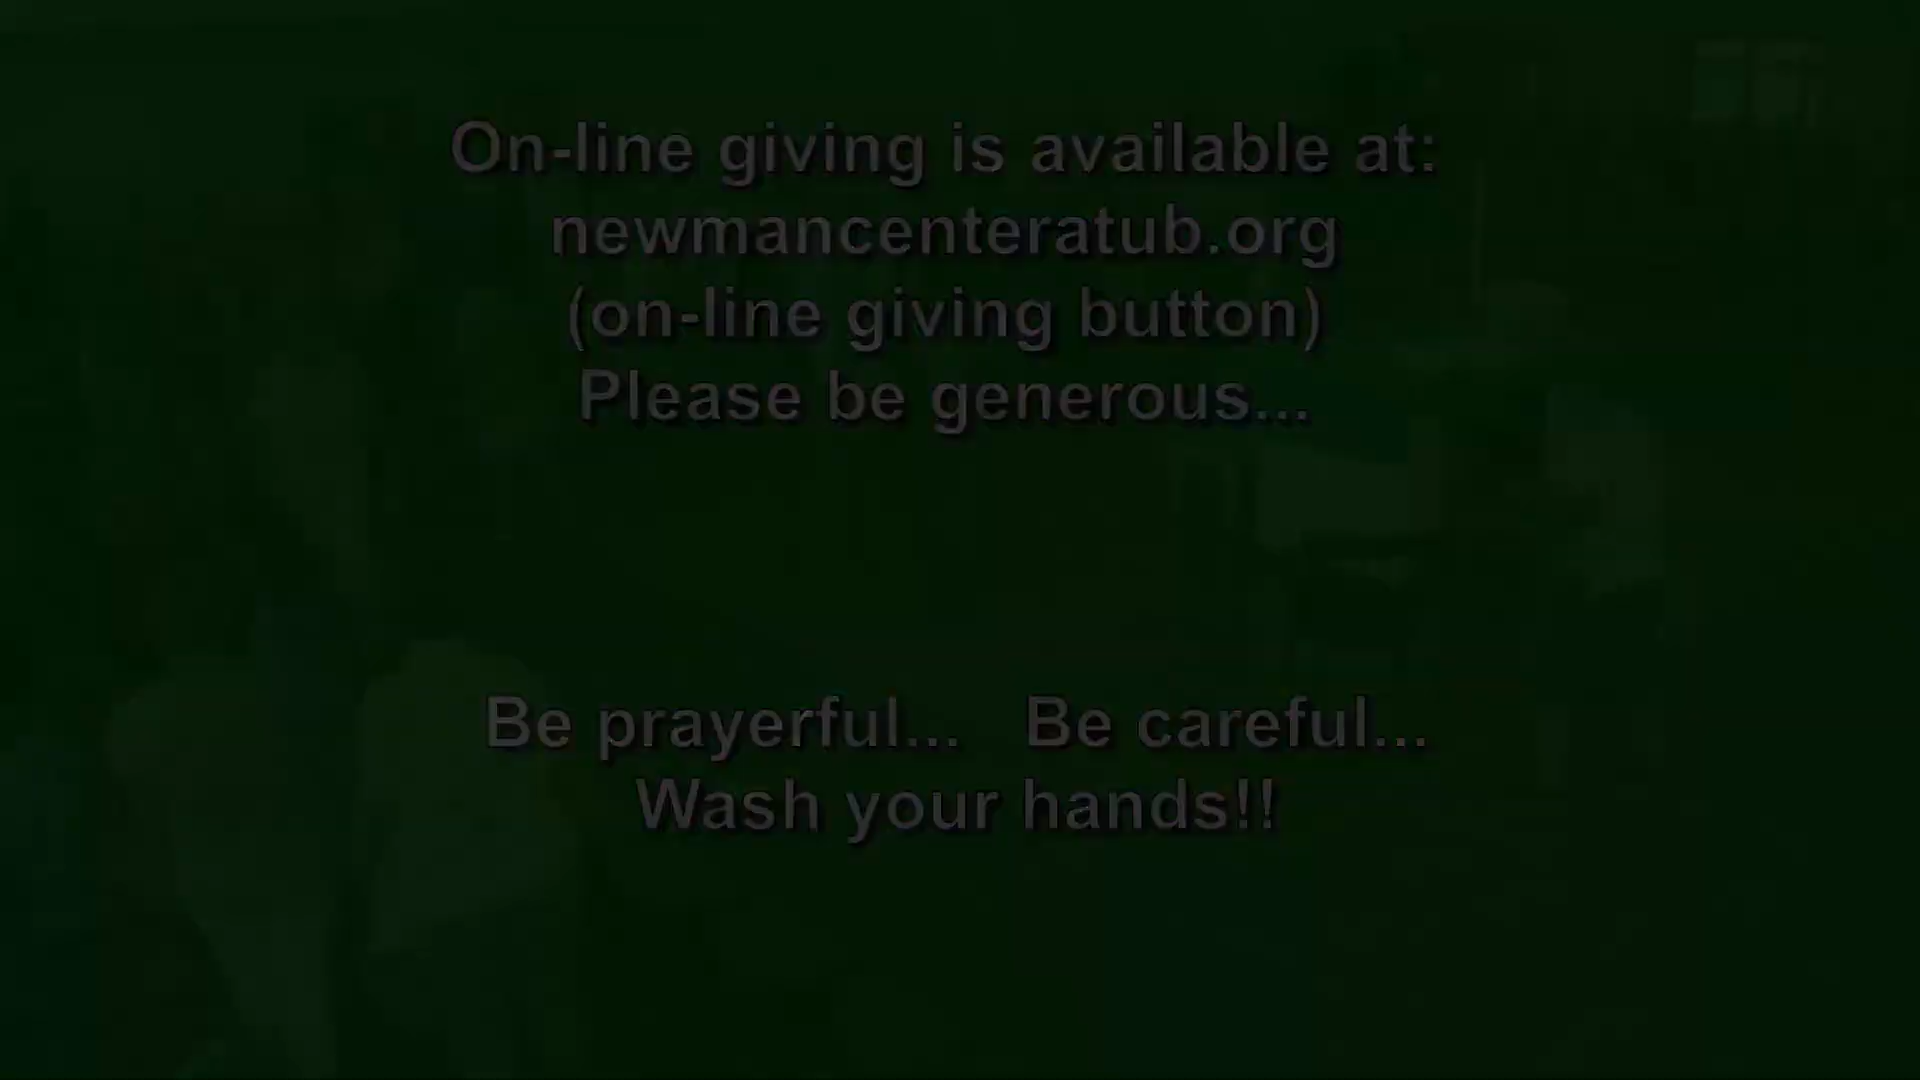 On-line giving is available at:
newmancenteratub.org
(on-line giving button)
Please be generous...
Be prayerful... Be careful...
Wash your hands!!